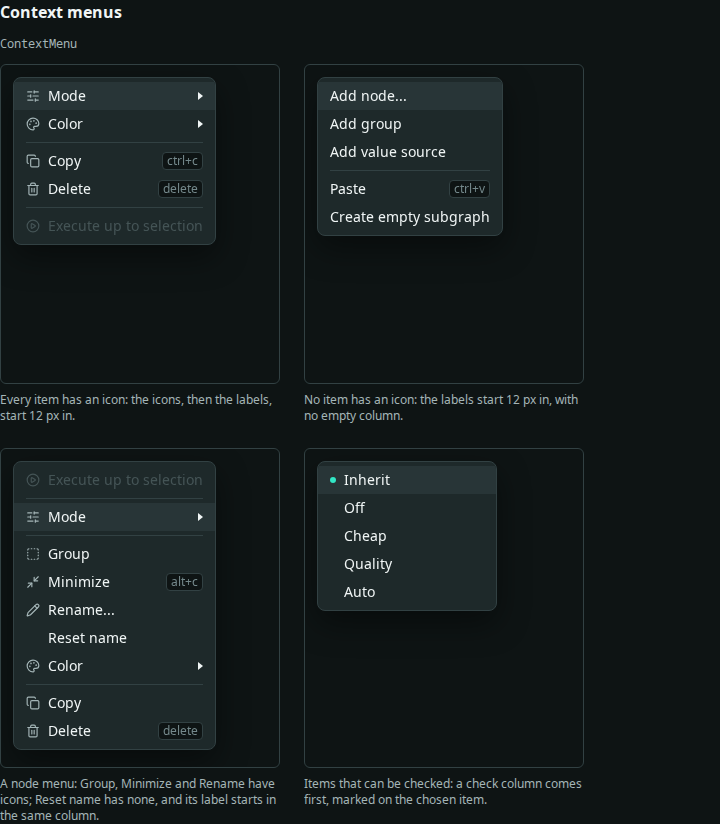 Context menus
ContextMenu
Mode
Color
Copy ctrl+c
Delete delete
Execute up to selection
Every item has an icon: the icons, then the labels,
start 12 px in.
Add node...
Add group
Add value source
Paste ctrl+v
Create empty subgraph
No item has an icon: the labels start 12 px in, with
no empty column.
Execute up to selection
Mode
Group
Minimize alt+c
Rename...
Reset name
Color
Copy
Delete delete
A node menu: Group, Minimize and Rename have
icons; Reset name has none, and its label starts in
the same column.
Inherit
Off
Cheap
Quality
Auto
Items that can be checked: a check column comes
first, marked on the chosen item.